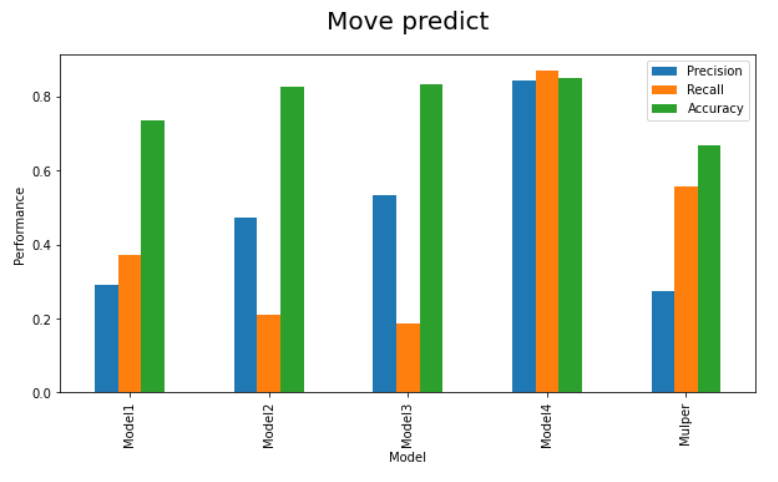 Move predict
Precision
Recall
Accuracy
Performance
0.8
0.6
0.4
0.2
0.0
Model1
Model2
Model3
Model4
Mulper
Model